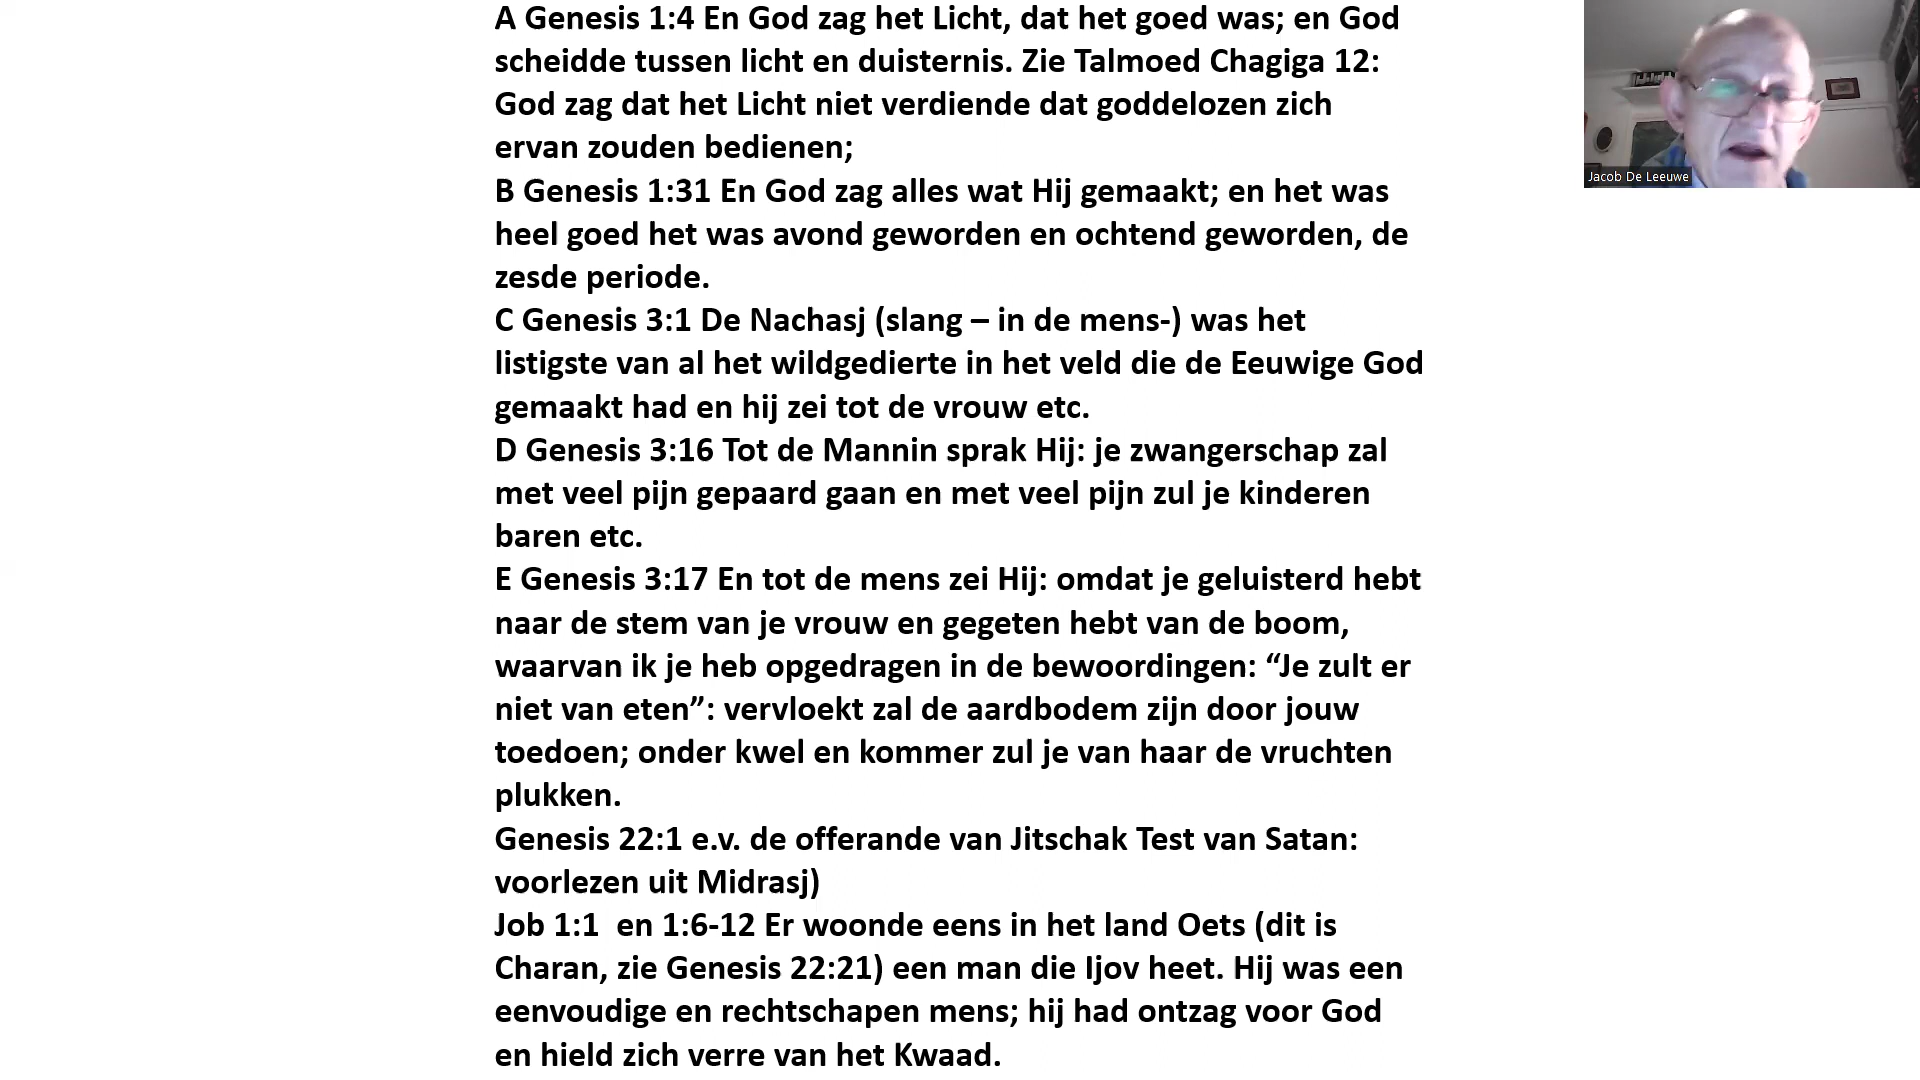 A Genesis 1:4 En God zag het Licht, dat het goed was; en God
scheidde tussen licht en duisternis. Zie Talmoed Chagiga 12:
God zag dat het Licht niet verdiende dat goddelozen zich
ervan zouden bedienen;
B Genesis 1:31 En God zag alles wat Hij gemaakt; en het was
heel goed het was avond geworden en ochtend geworden, de
zesde periode.
C Genesis 3:1 De Nachasj (slang – in de mens-) was het
listigste van al het wildgedierte in het veld die de Eeuwige God
gemaakt had en hij zei tot de vrouw etc.
D Genesis 3:16 Tot de Mannin sprak Hij: je zwangerschap zal
met veel pijn gepaard gaan en met veel pijn zul je kinderen
baren etc.
E Genesis 3:17 En tot de mens zei Hij: omdat je geluisterd hebt
naar de stem van je vrouw en gegeten hebt van de boom,
waarvan ik je heb opgedragen in de bewoordingen: “Je zult er
niet van eten”: vervloekt zal de aardbodem zijn door jouw
toedoen; onder kwel en kommer zul je van haar de vruchten
plukken.
Genesis 22:1 e.v. de offerande van Jitschak Test van Satan:
voorlezen uit Midrasj)
Job 1:1  en 1:6-12 Er woonde eens in het land Oets (dit is
Charan, zie Genesis 22:21) een man die Ijov heet. Hij was een
eenvoudige en rechtschapen mens; hij had ontzag voor God
en hield zich verre van het Kwaad.
Jacob De Leeuwe